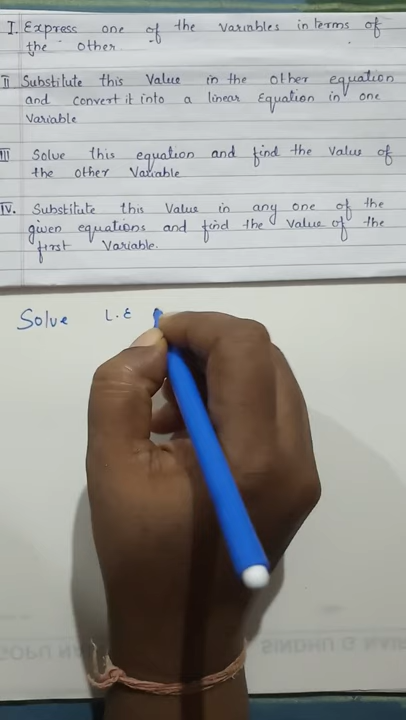 I. Express one of the variables in terms of
the other
II Substitute this value in the other equation
and convert it into a linear Equation in one
variable
III Solve this equation and find the value of
the other Variable
IV. Substitute this Value in any one of the
given equations and find the value of the
first Variable.
Solve L.E